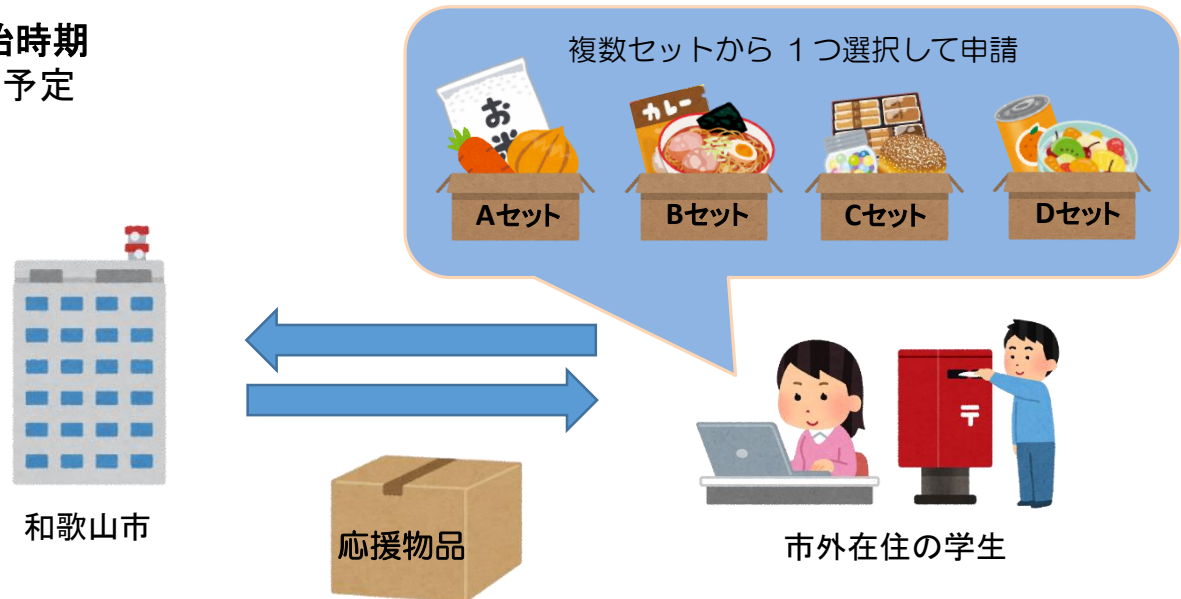 始時期
予定
複数セットから １つ選択して申請
お米
カレー
Aセット
Bセット
Cセット
Dセット
〒
和歌山市
応援物品
市外在住の学生